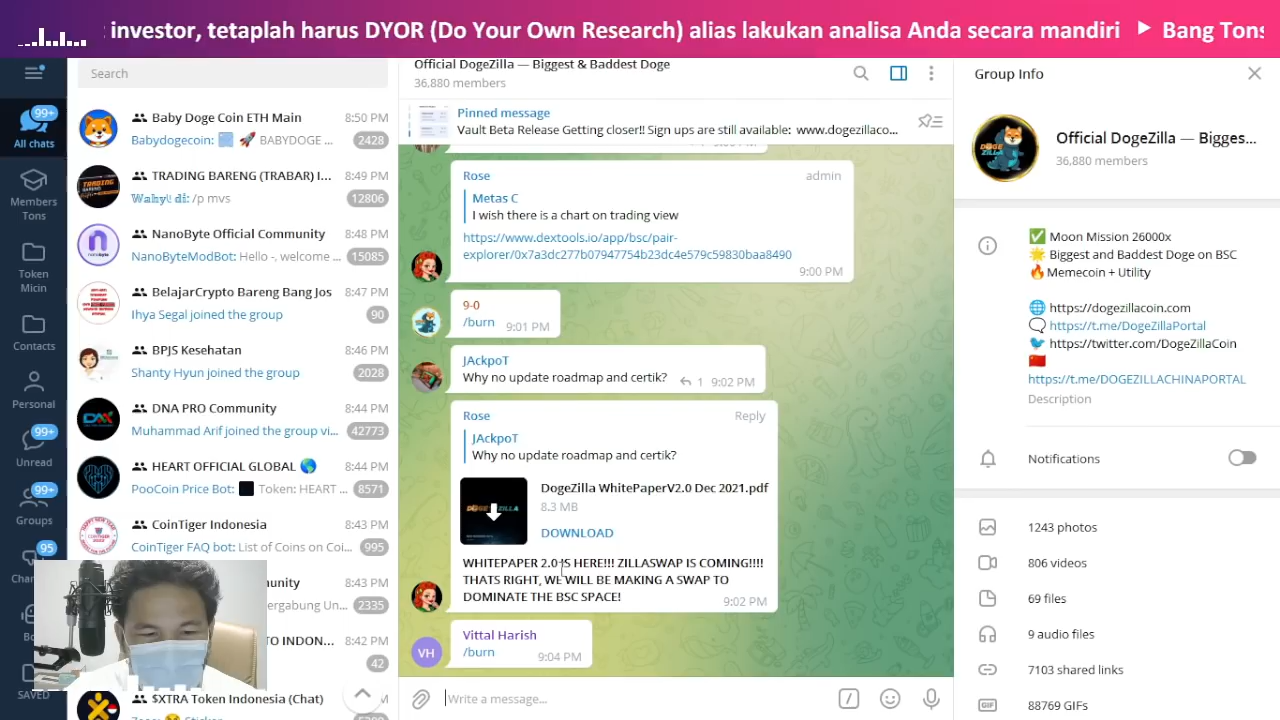 investor, tetaplah harus DYOR (Do Your Own Research) alias lakukan analisa Anda secara mandiri ▶ Bang Tons
Search
99+
All chats
Members
Tons
Token
Micin
Contacts
Personal
99+
Unread
99+
Groups
95
SAVED
Baby Doge Coin ETH Main 8:50 PM
Babydogecoin: 🚀 BABYDOGE ... 2428
TRADING BARENG (TRABAR) I... 8:49 PM
Wahyu di: /p mvs 12806
NanoByte Official Community 8:48 PM
NanoByteModBot: Hello -, welcome ... 15085
BelajarCrypto Bareng Bang Jos 8:47 PM
Ihya Segal joined the group 90
BPJS Kesehatan 8:46 PM
Shanty Hyun joined the group 2028
DNA PRO Community 8:44 PM
Muhammad Arif joined the group vi... 42773
HEART OFFICIAL GLOBAL 🌎 8:44 PM
PooCoin Price Bot: Token: HEART ... 8571
CoinTiger Indonesia 8:43 PM
CoinTiger FAQ bot: List of Coins on Coi... 995
8:43 PM
2335
INDON... 8:42 PM
42
$XTRA Token Indonesia (Chat)
Official DogeZilla — Biggest & Baddest Doge
36,880 members
Pinned message
Vault Beta Release Getting closer!! Sign ups are still available: www.dogezillaco...
Rose admin
Metas C
I wish there is a chart on trading view
https://www.dextools.io/app/bsc/pair-
explorer/0x7a3dc277b07947754b23dc4e579c59830baa8490
9:00 PM
9-0
/burn 9:01 PM
JAckpoT
Why no update roadmap and certik? 1 9:02 PM
Rose Reply
JAckpoT
Why no update roadmap and certik?
DogeZilla WhitePaperV2.0 Dec 2021.pdf
8.3 MB
DOWNLOAD
WHITEPAPER 2.0 IS HERE!!! ZILLASWAP IS COMING!!!!
THATS RIGHT, WE WILL BE MAKING A SWAP TO
DOMINATE THE BSC SPACE!
9:02 PM
VH
Vittal Harish
/burn 9:04 PM
Write a message...
Group Info
Official DogeZilla — Bigges...
36,880 members
✅ Moon Mission 26000x
🌟 Biggest and Baddest Doge on BSC
🔥Memecoin + Utility
🌐 https://dogezillacoin.com
🗨 https://t.me/DogeZillaPortal
🐦 https://twitter.com/DogeZillaCoin
🇨🇳
https://t.me/DOGEZILLACHINAPORTAL
Description
Notifications
1243 photos
806 videos
69 files
9 audio files
7103 shared links
GIF 88769 GIFs